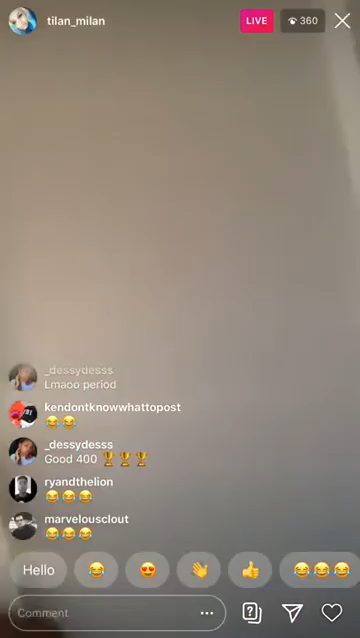 tilan_milan
LIVE
360
_dessydesss
Lmaoo period
kendontknowwhattopost
😂😂
_dessydesss
Good 400 🏆🏆🏆
ryandthelion
😂😂😂
marvelousclout
😂😂😂
Hello 😂 😍 👋 👍 😂😂😂
Comment